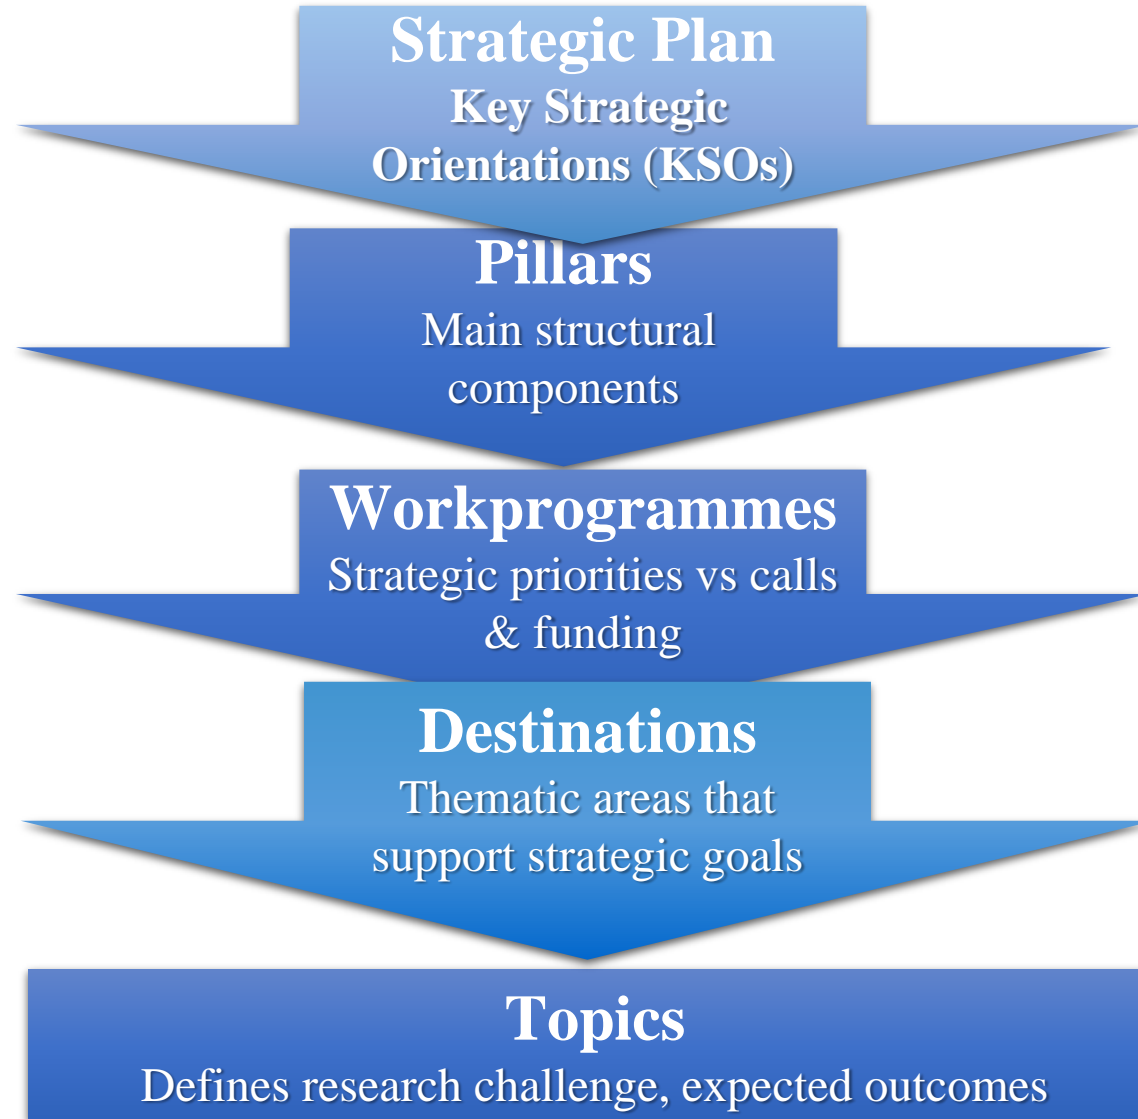 Strategic Plan
Key Strategic
Orientations (KSOs)
Pillars
Main structural
components
Workprogrammes
Strategic priorities vs calls
& funding
Destinations
Thematic areas that
support strategic goals
Topics
Defines research challenge, expected outcomes